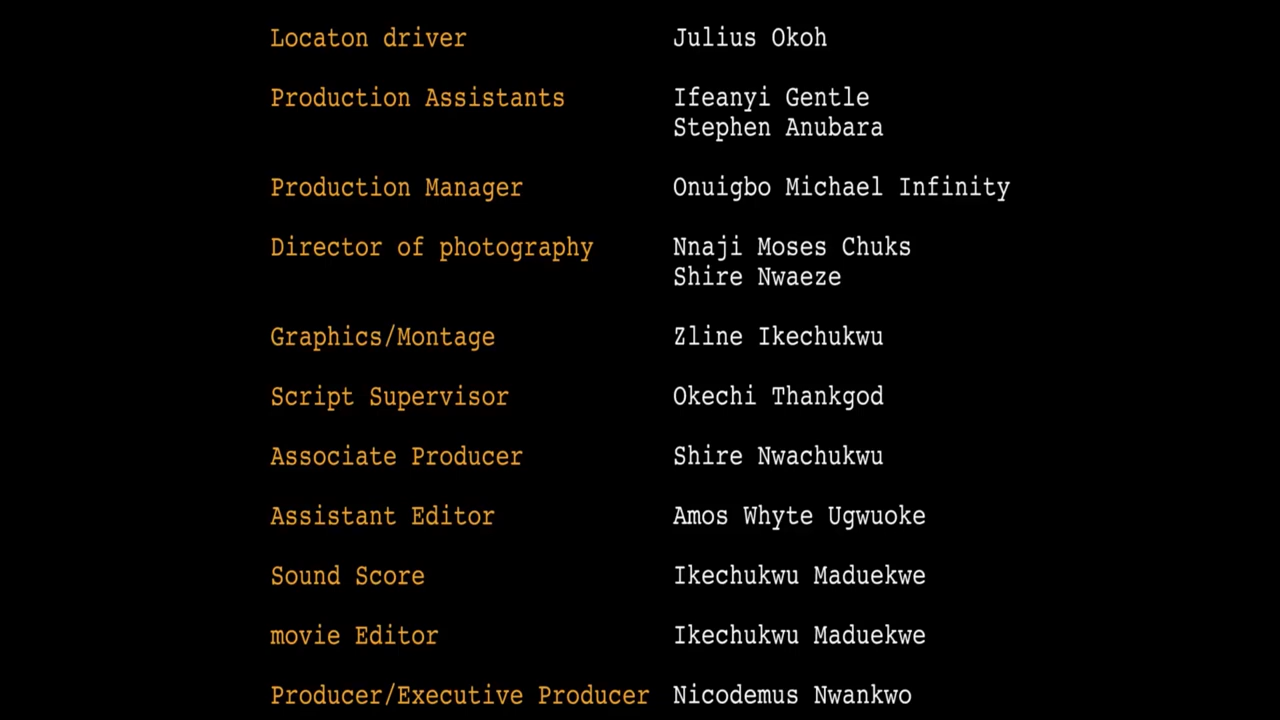 Locaton driver Julius Okoh
Production Assistants Ifeanyi Gentle
Stephen Anubara
Production Manager Onuigbo Michael Infinity
Director of photography Nnaji Moses Chuks
Shire Nwaeze
Graphics/Montage Zline Ikechukwu
Script Supervisor Okechi Thankgod
Associate Producer Shire Nwachukwu
Assistant Editor Amos Whyte Ugwuoke
Sound Score Ikechukwu Maduekwe
movie Editor Ikechukwu Maduekwe
Producer/Executive Producer Nicodemus Nwankwo